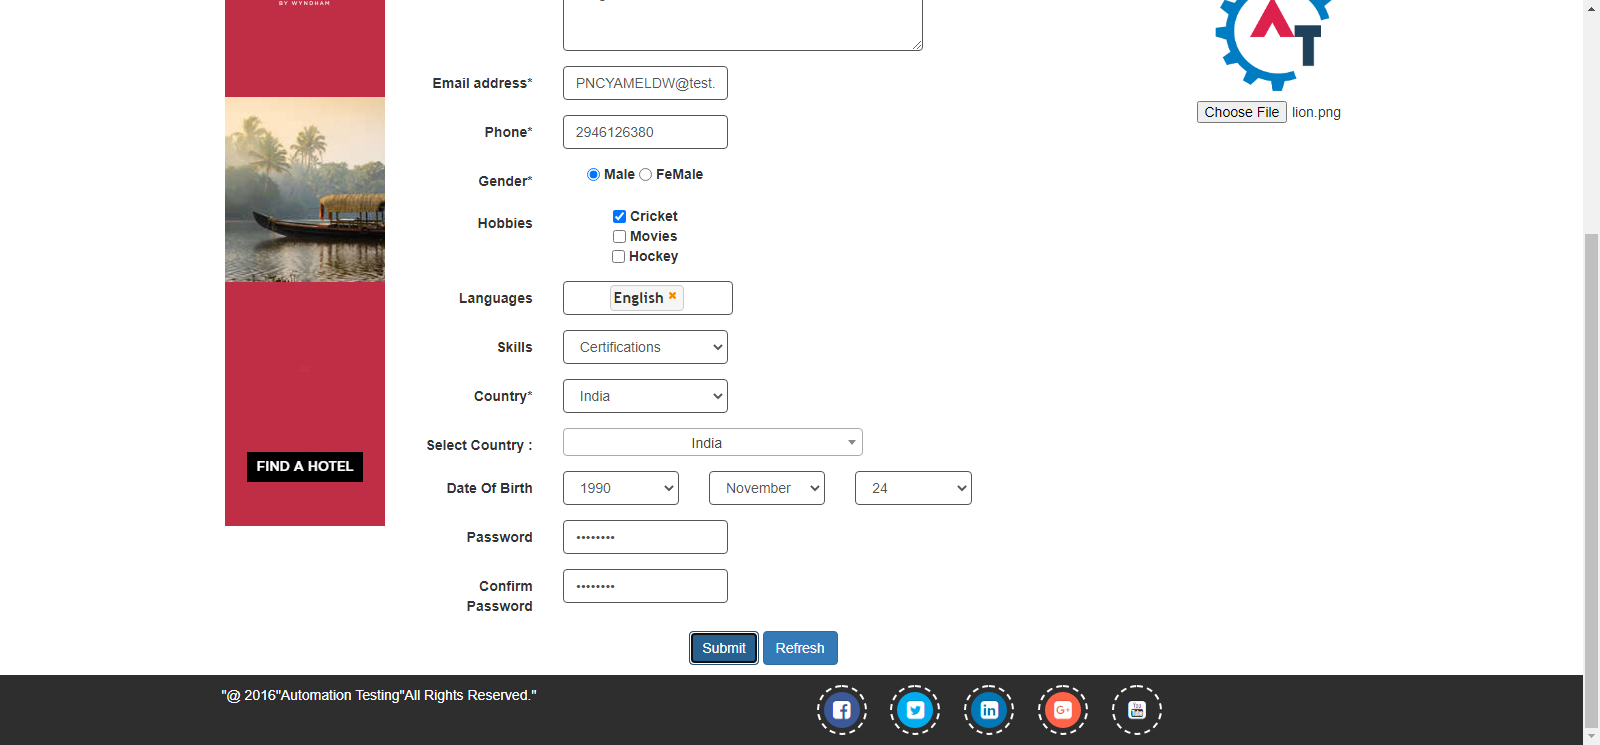 BY WYNDHAM
Email address* PNCYAMELDW@test.
Choose File lion.png
Phone* 2946126380
Gender* Male FeMale
Hobbies Cricket
Movies
Hockey
Languages English ×
Skills Certifications
Country* India
Select Country : India
FIND A HOTEL
Date Of Birth 1990 November 24
Password ••••••••
Confirm Password ••••••••
Submit Refresh
"@ 2016"Automation Testing"All Rights Reserved."
You Tube